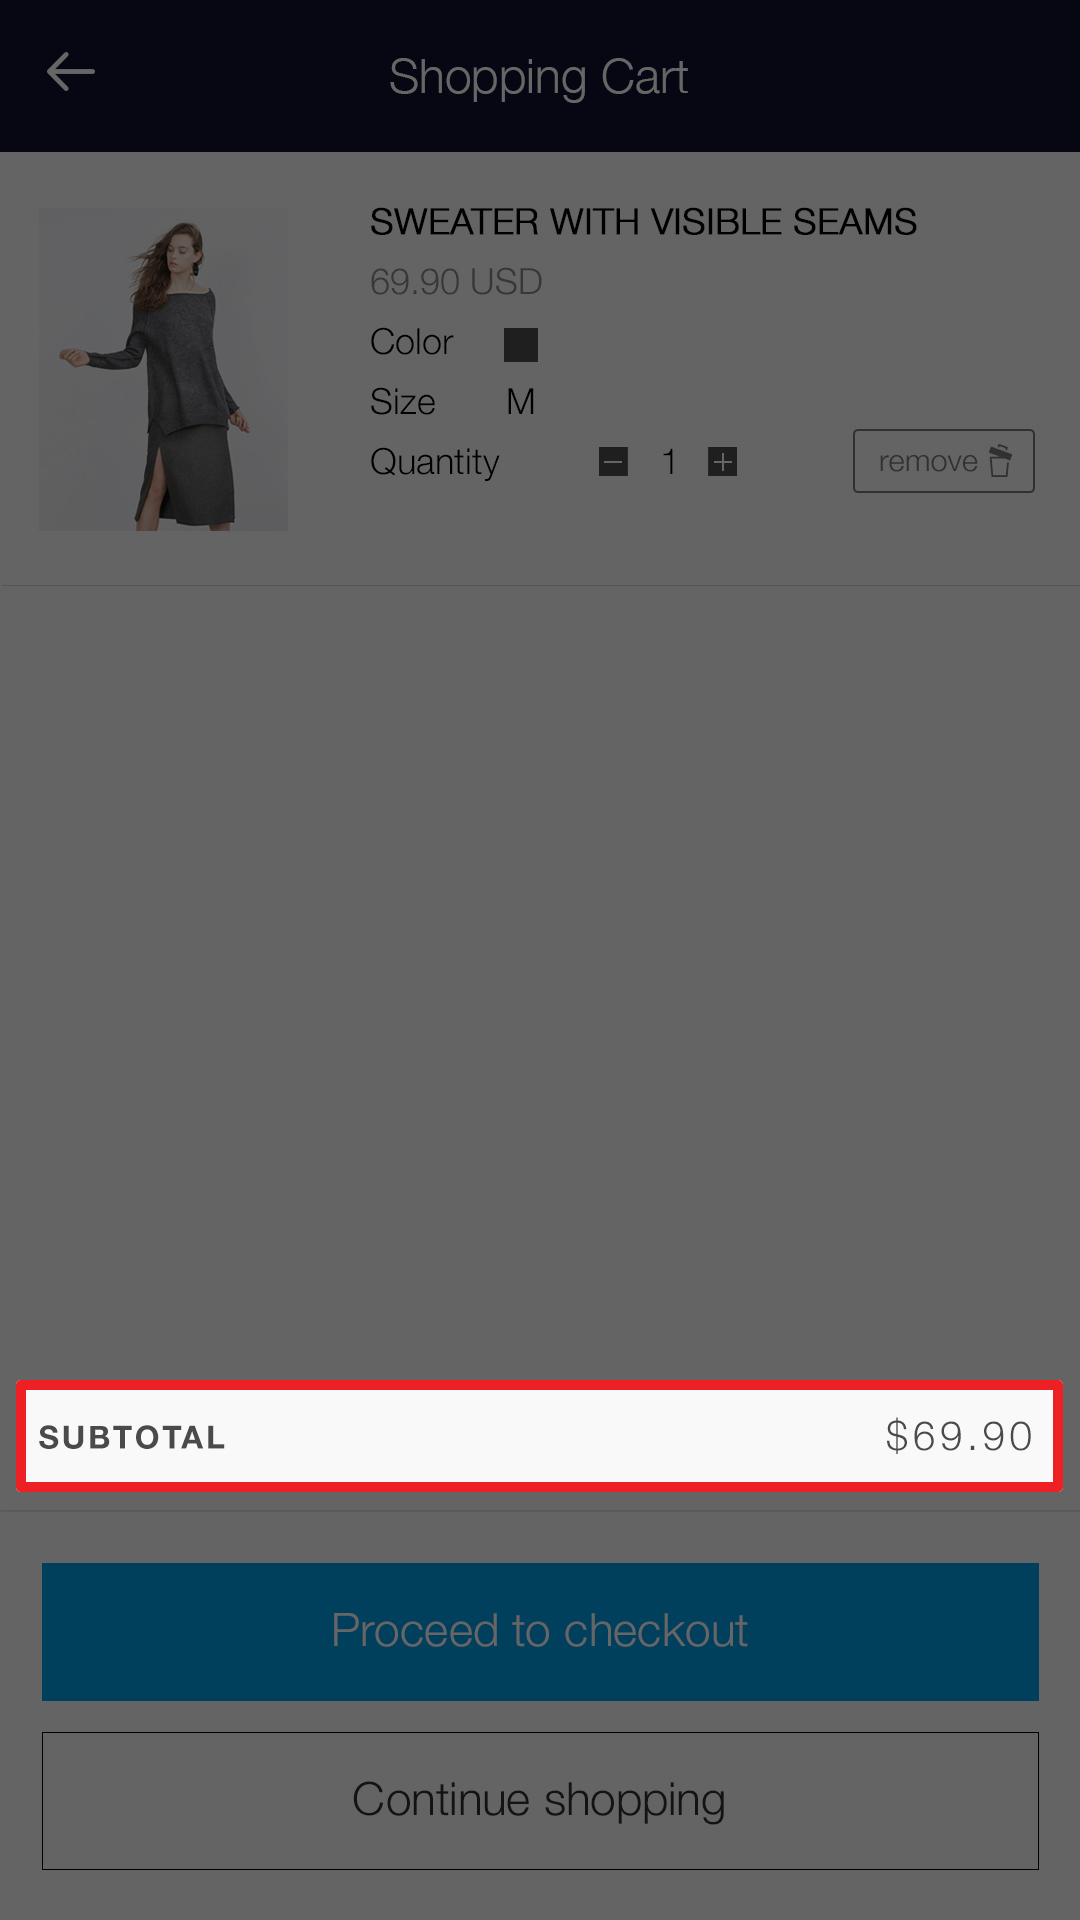 Shopping Cart
SWEATER WITH VISIBLE SEAMS
69.90 USD
Color
Size M
Quantity 1 remove
SUBTOTAL $69.90
Proceed to checkout
Continue shopping